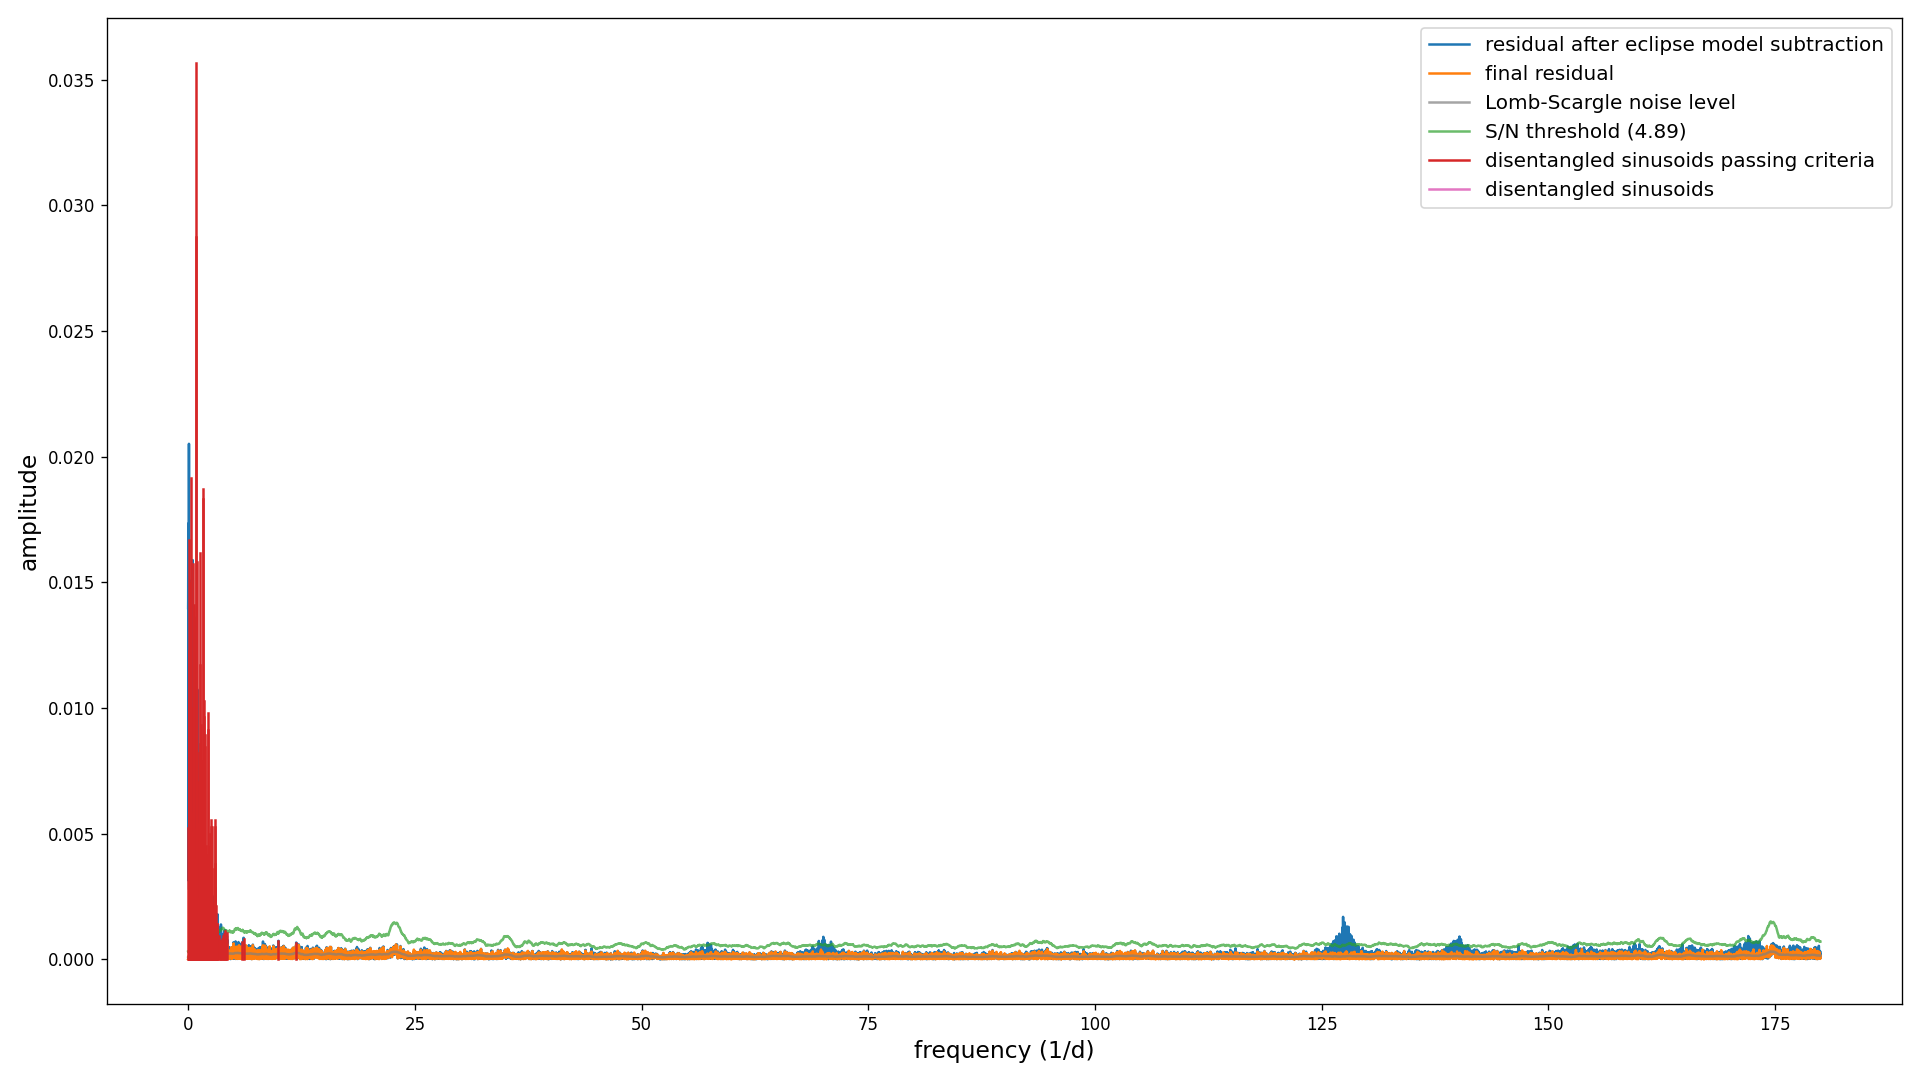 residual after eclipse model subtraction
final residual
Lomb-Scargle noise level
S/N threshold (4.89)
disentangled sinusoids passing criteria
disentangled sinusoids
0.035
0.030
0.025
0.020
0.015
0.010
0.005
0.000
amplitude
0 25 50 75 100 125 150 175
frequency (1/d)